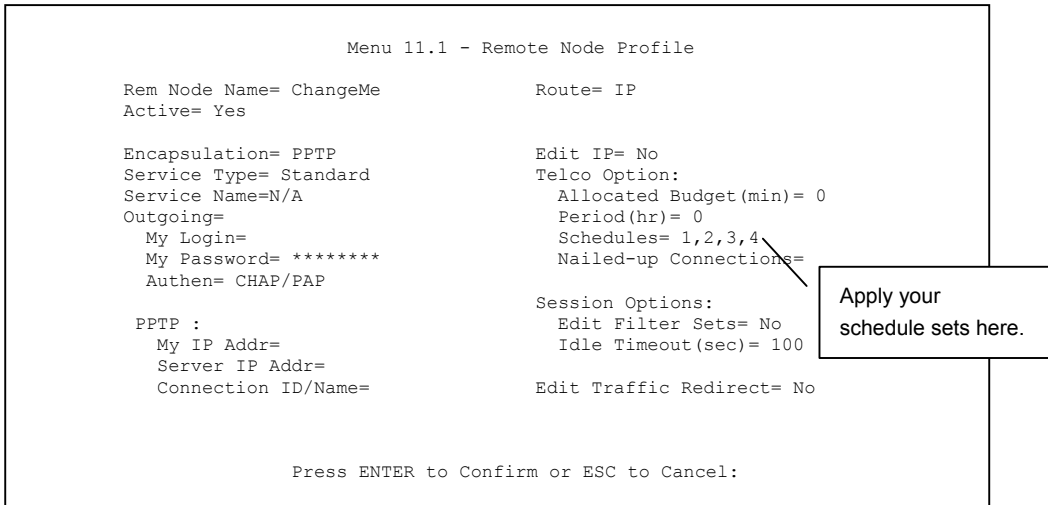 Menu 11.1 - Remote Node Profile
Rem Node Name= ChangeMe Route= IP
Active= Yes
Encapsulation= PPTP Edit IP= No
Service Type= Standard Telco Option:
Service Name=N/A Allocated Budget(min)= 0
Outgoing= Period(hr)= 0
My Login= Schedules= 1,2,3,4
My Password= ******** Nailed-up Connections=
Authen= CHAP/PAP
Session Options:
PPTP : Edit Filter Sets= No
My IP Addr= Idle Timeout(sec)= 100
Server IP Addr=
Connection ID/Name= Edit Traffic Redirect= No
Apply your
schedule sets here.
Press ENTER to Confirm or ESC to Cancel: